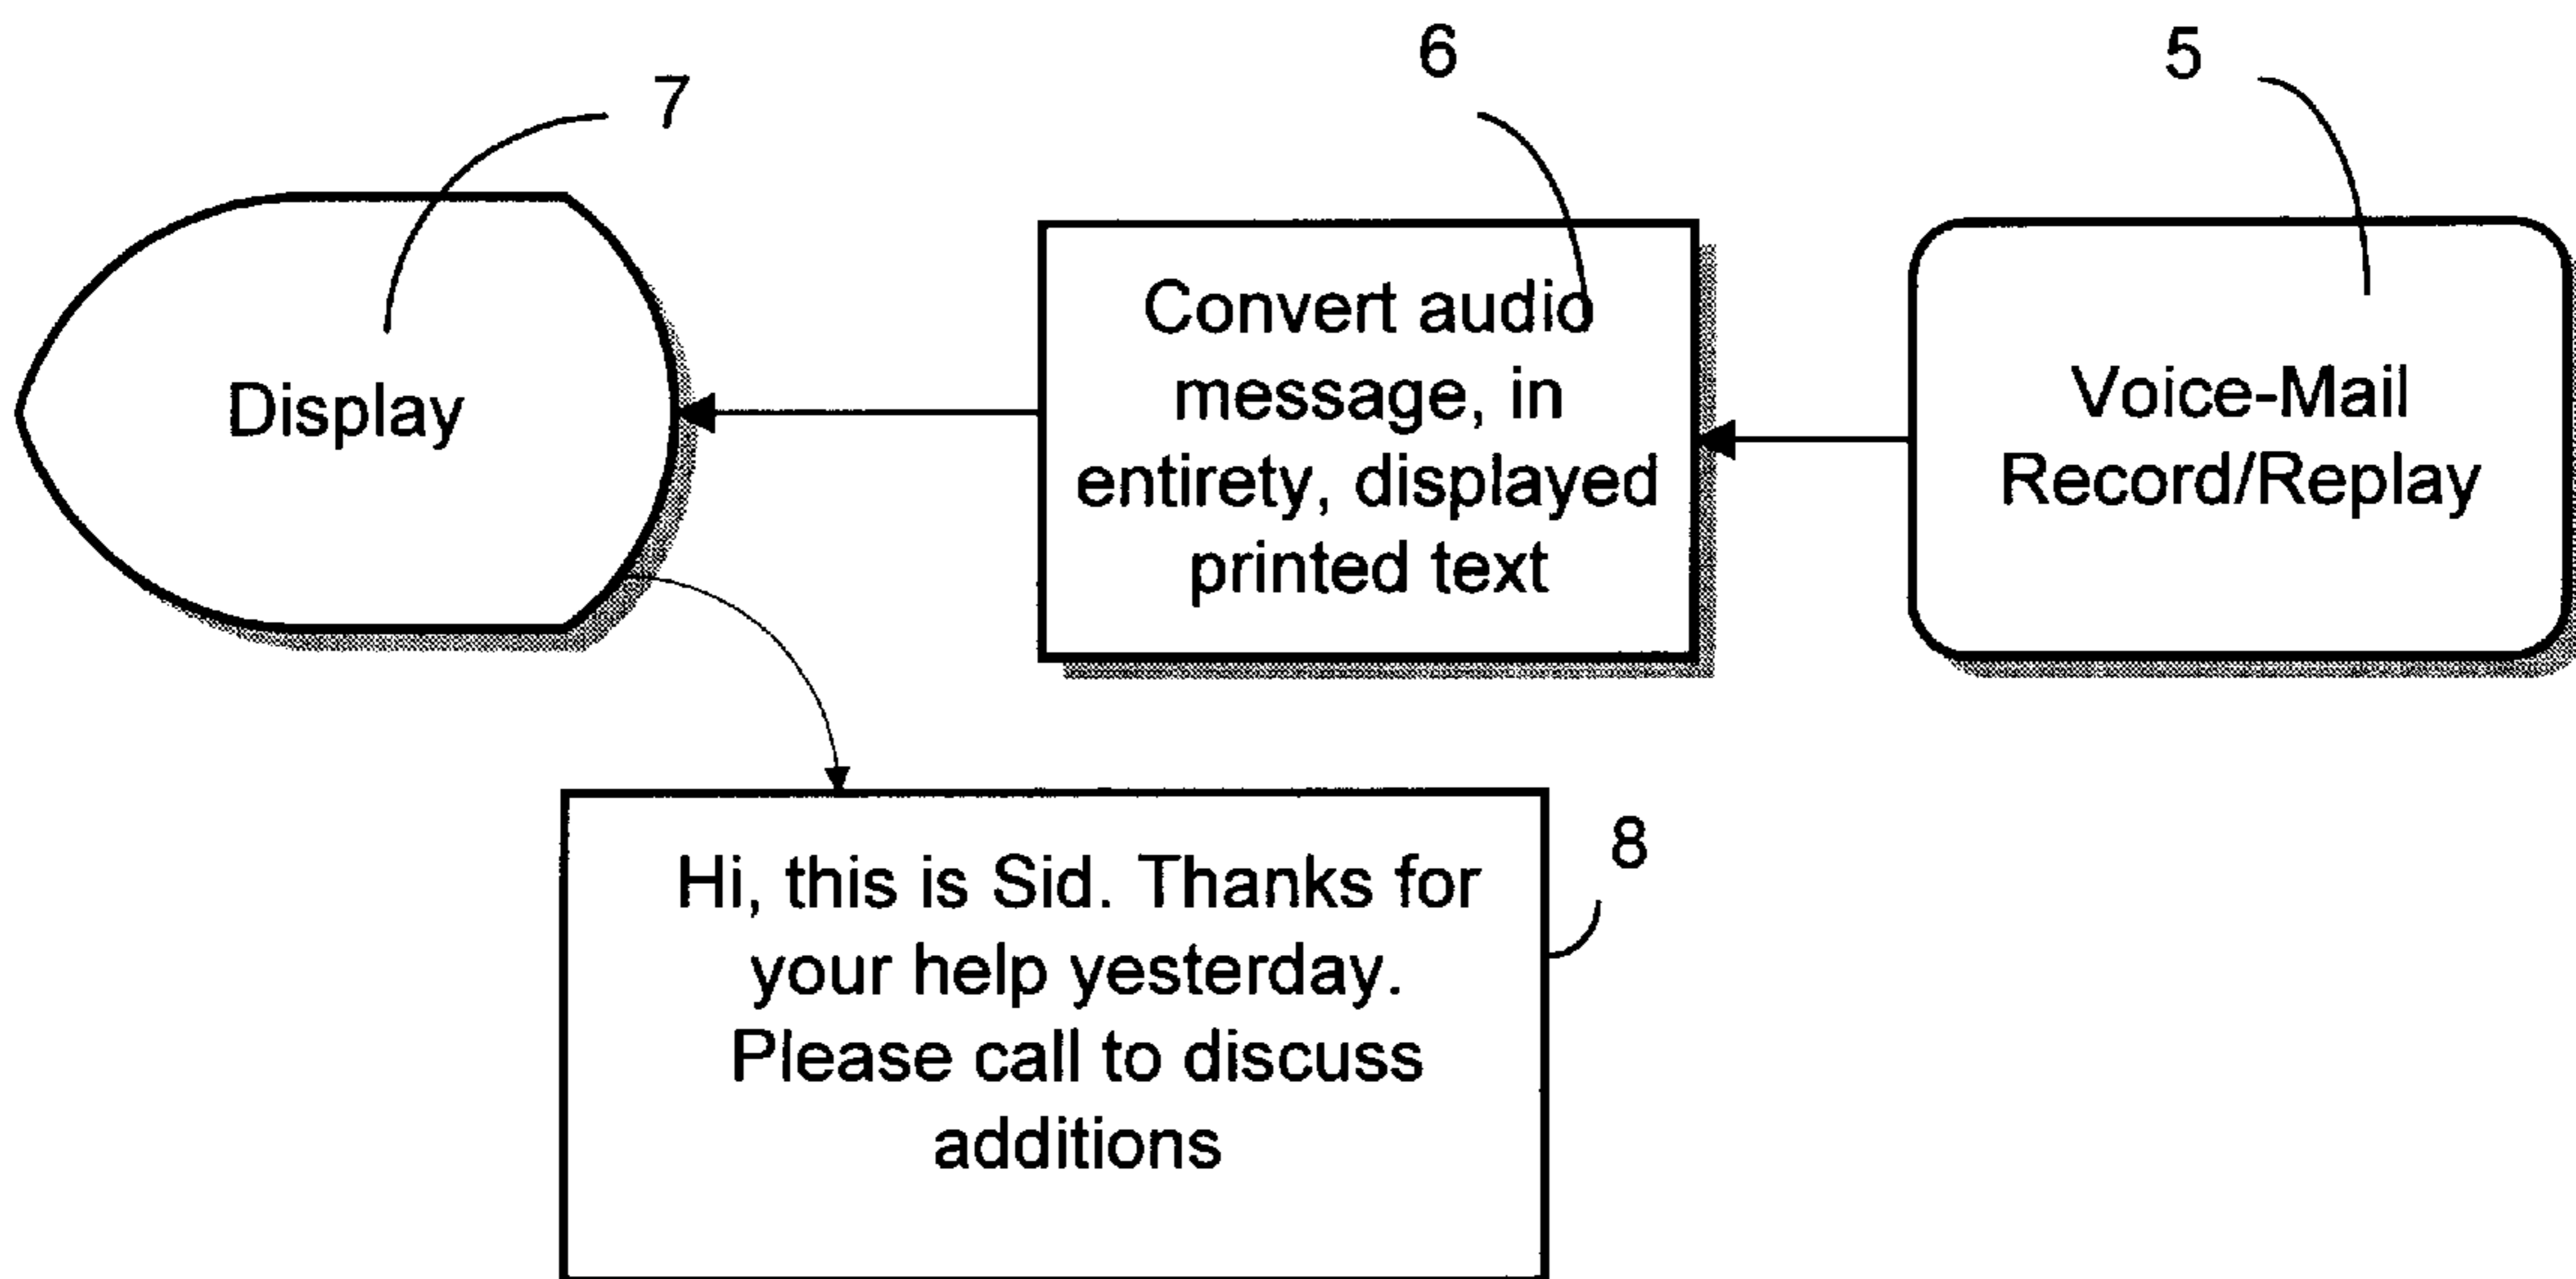 7
6
5
Display
Convert audio
message, in
entirety, displayed
printed text
Voice-Mail
Record/Replay
8
Hi, this is Sid. Thanks for
your help yesterday.
Please call to discuss
additions